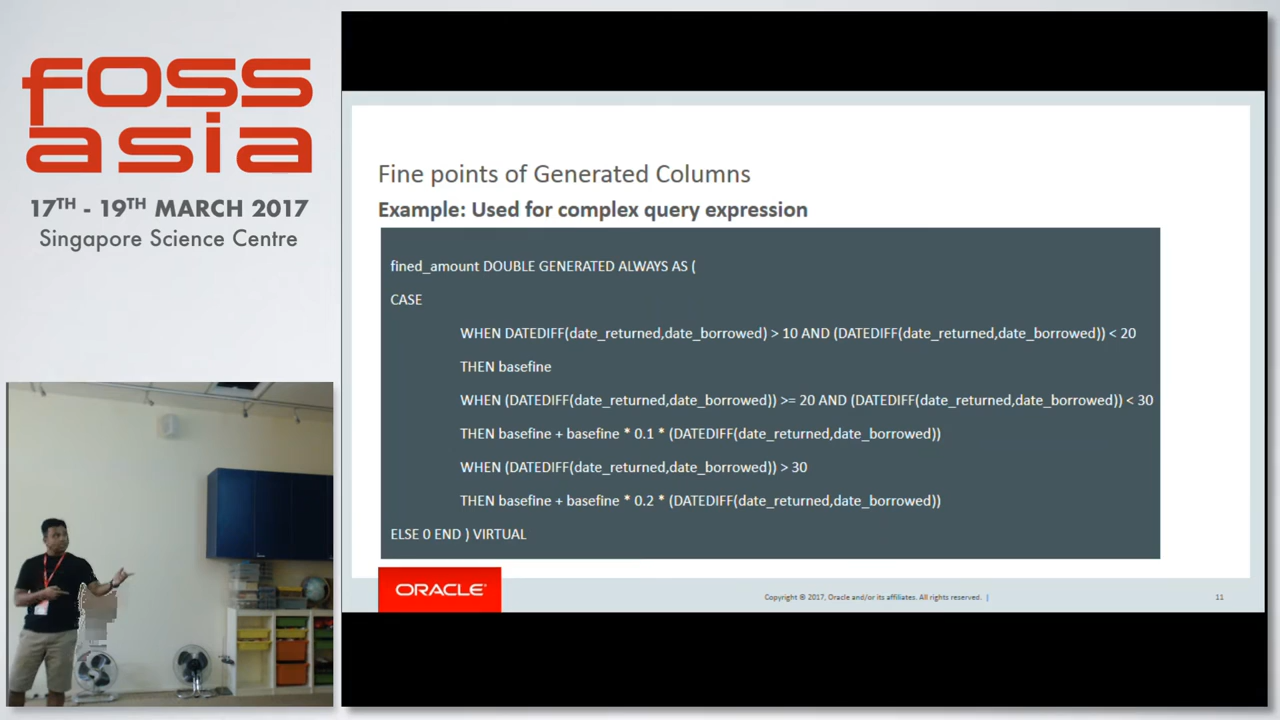 foss
asia
17TH - 19TH MARCH 2017
Singapore Science Centre
Fine points of Generated Columns
Example: Used for complex query expression
fined_amount DOUBLE GENERATED ALWAYS AS (
CASE
WHEN DATEDIFF(date_returned,date_borrowed) > 10 AND (DATEDIFF(date_returned,date_borrowed)) < 20
THEN basefine
WHEN (DATEDIFF(date_returned,date_borrowed)) >= 20 AND (DATEDIFF(date_returned,date_borrowed)) < 30
THEN basefine + basefine * 0.1 * (DATEDIFF(date_returned,date_borrowed))
WHEN (DATEDIFF(date_returned,date_borrowed)) > 30
THEN basefine + basefine * 0.2 * (DATEDIFF(date_returned,date_borrowed))
ELSE 0 END ) VIRTUAL
ORACLE
Copyright © 2017, Oracle and/or its affiliates. All rights reserved. |
11